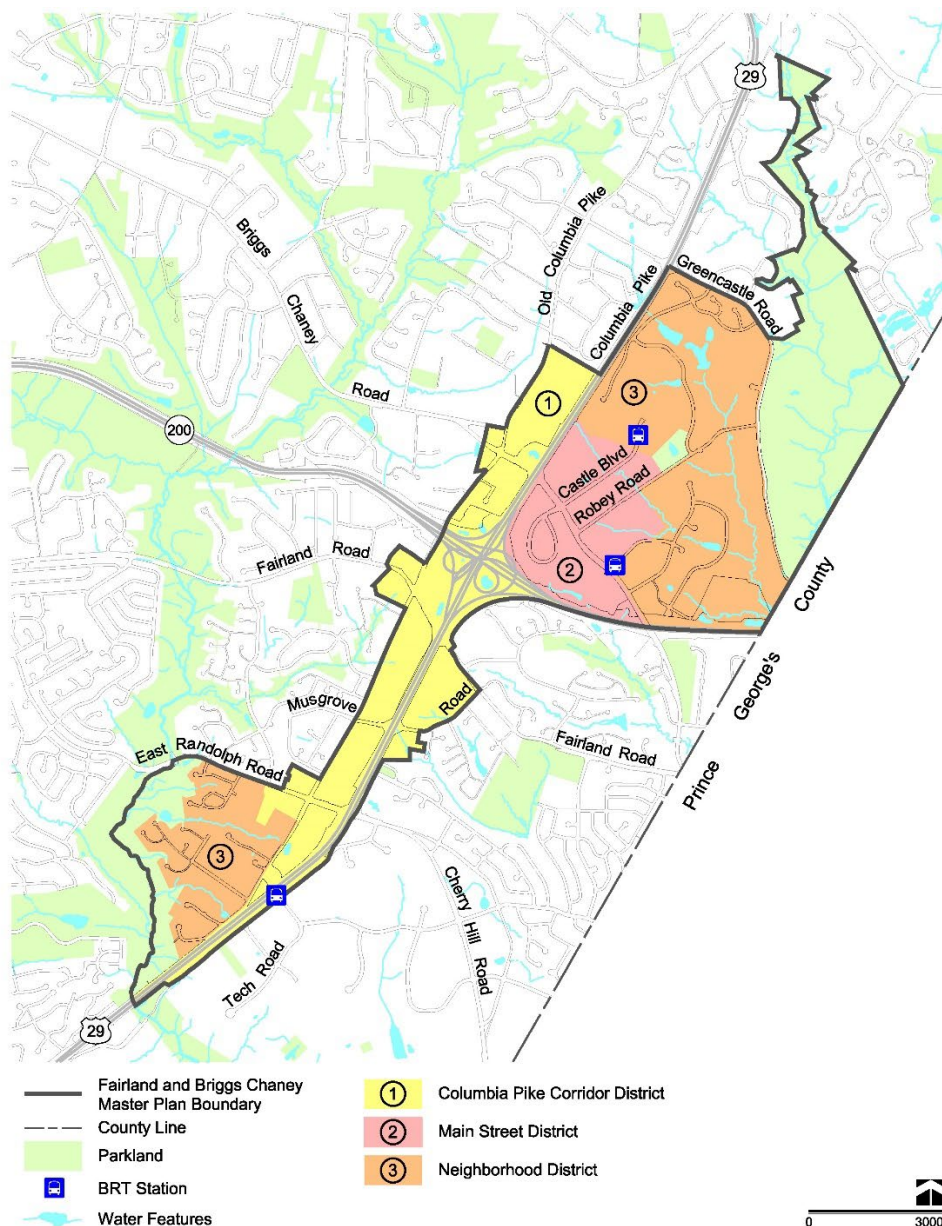 29
Briggs
Chaney
Road
Old Columbia Pike
Columbia Pike
Greencastle Road
1
3
200
Castle Blvd
Robey Road
2
Fairland Road
County
George's
Prince
Musgrove
Road
Fairland Road
East Randolph Road
3
Cherry Hill Road
Tech Road
29
Fairland and Briggs Chaney
Master Plan Boundary
County Line
Parkland
BRT Station
Water Features
1 Columbia Pike Corridor District
2 Main Street District
3 Neighborhood District
0 3000